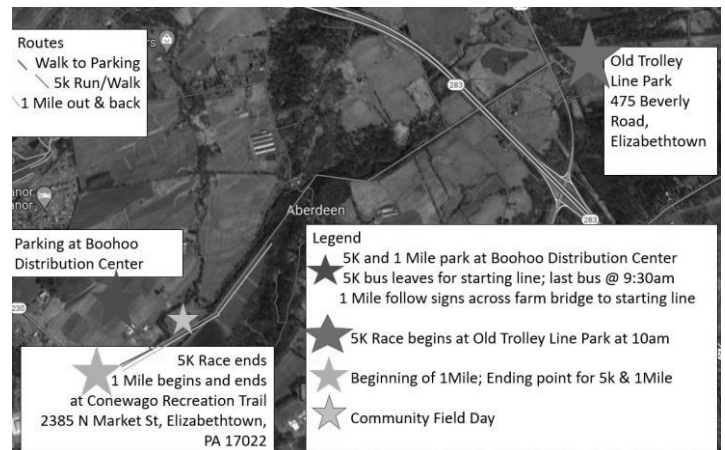 Routes
Walk to Parking
5k Run/Walk
1 Mile out & back
283
Old Trolley
Line Park
475 Beverly
Road,
Elizabethtown
Aberdeen
283
Parking at Boohoo
Distribution Center
230
5K Race ends
1 Mile begins and ends
at Conewago Recreation Trail
2385 N Market St, Elizabethtown,
PA 17022
Legend
5K and 1 Mile park at Boohoo Distribution Center
5K bus leaves for starting line; last bus @ 9:30am
1 Mile follow signs across farm bridge to starting line
5K Race begins at Old Trolley Line Park at 10am
Beginning of 1Mile; Ending point for 5k & 1Mile
Community Field Day